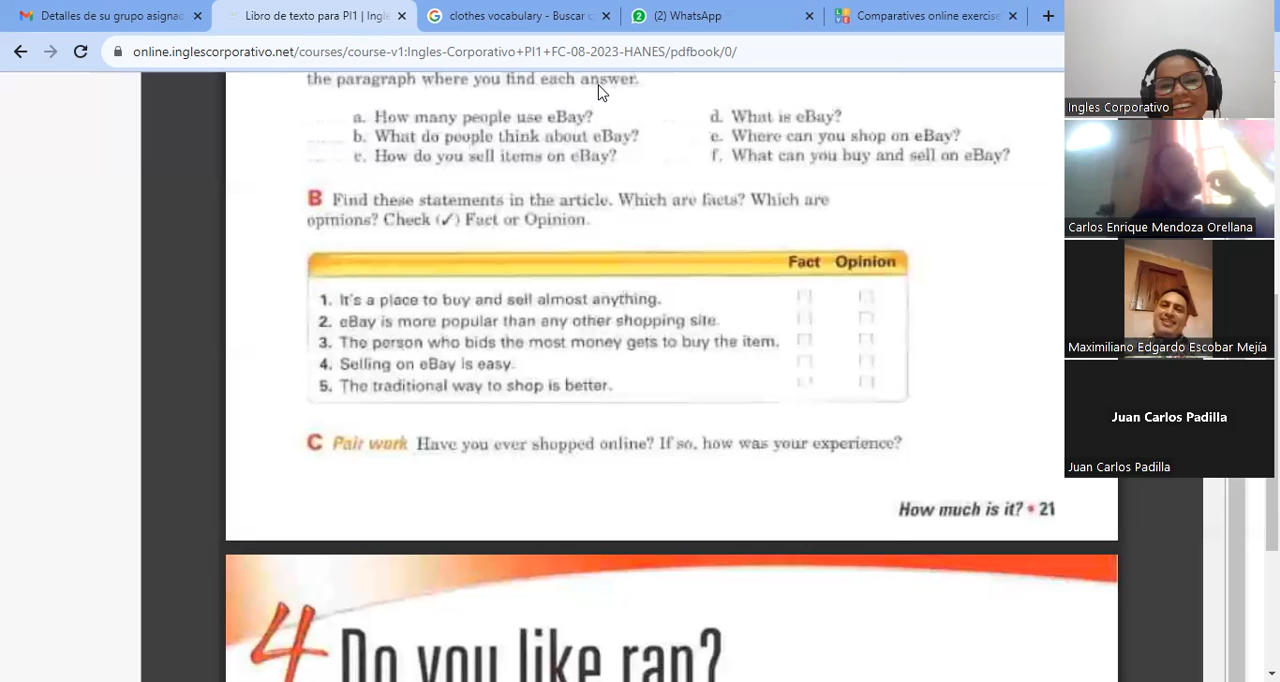 Detalles de su grupo asignac
Libro de texto para PI1 | Ingle
clothes vocabulary - Buscar c
(2) WhatsApp
Comparatives online exercise
online.inglescorporativo.net/courses/course-v1:Ingles-Corporativo+PI1+FC-08-2023-HANES/pdfbook/0/
the paragraph where you find each answer.
a. How many people use eBay?
b. What do people think about eBay?
c. How do you sell items on eBay?
d. What is eBay?
e. Where can you shop on eBay?
f. What can you buy and sell on eBay?
B Find these statements in the article. Which are facts? Which are
opinions? Check (✓) Fact or Opinion.
Fact Opinion
1. It's a place to buy and sell almost anything.
2. eBay is more popular than any other shopping site.
3. The person who bids the most money gets to buy the item.
4. Selling on eBay is easy.
5. The traditional way to shop is better.
C Pair work Have you ever shopped online? If so, how was your experience?
How much is it? • 21
4 Do you like rap?
Ingles Corporativo
Carlos Enrique Mendoza Orellana
Maximiliano Edgardo Escobar Mejía
Juan Carlos Padilla
Juan Carlos Padilla